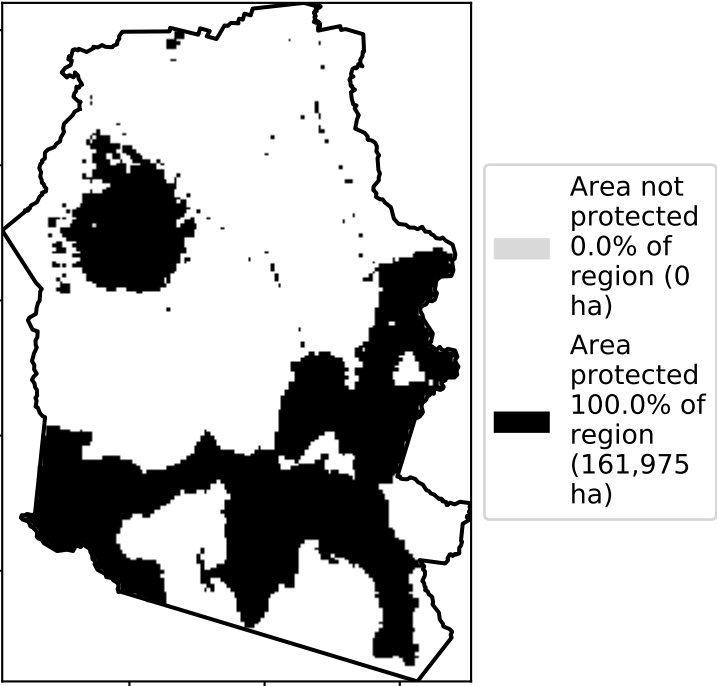 Area not
protected
0.0% of
region (0
ha)
Area
protected
100.0% of
region
(161,975
ha)